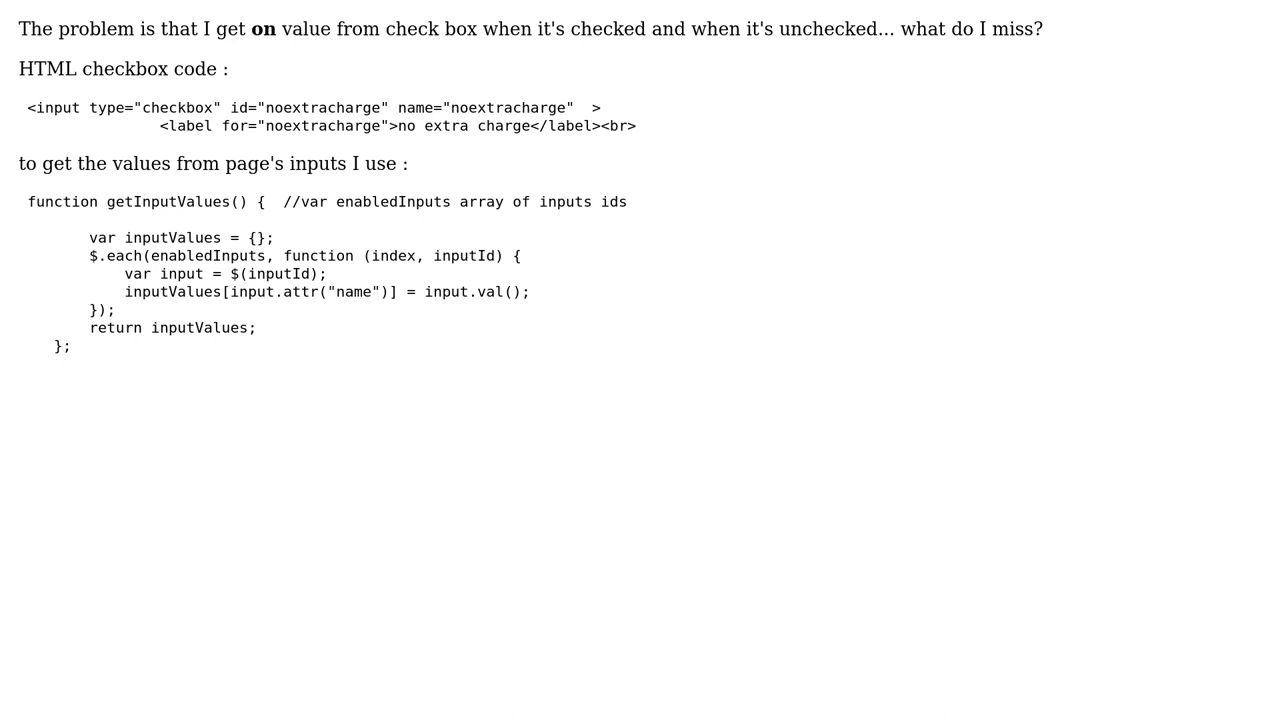 The problem is that I get on value from check box when it's checked and when it's unchecked... what do I miss?
HTML checkbox code :
<input type="checkbox" id="noextracharge" name="noextracharge"  >
<label for="noextracharge">no extra charge</label><br>
to get the values from page's inputs I use :
function getInputValues() {  //var enabledInputs array of inputs ids
var inputValues = {};
$.each(enabledInputs, function (index, inputId) {
var input = $(inputId);
inputValues[input.attr("name")] = input.val();
});
return inputValues;
};